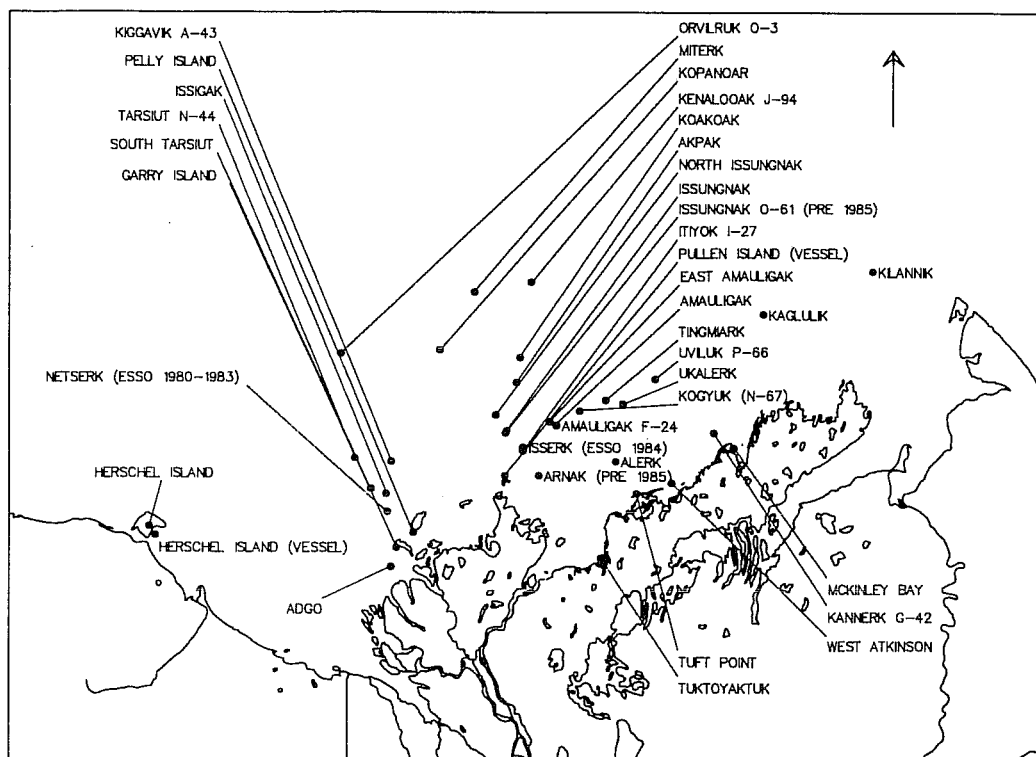 KIGGAVIK A-43
PELLY ISLAND
ISSIGAK
TARSIUT N-44
SOUTH TARSIUT
GARRY ISLAND
NETSERK (ESSO 1980-1983)
HERSCHEL ISLAND
HERSCHEL ISLAND (VESSEL)
ADGO
ORVILRUK O-3
MITERK
KOPANOAR
KENALOOAK J-94
KOAKOAK
AKPAK
NORTH ISSUNGNAK
ISSUNGNAK
ISSUNGNAK O-61 (PRE 1985)
ITIYOK I-27
PULLEN ISLAND (VESSEL)
EAST AMAULIGAK
AMAULIGAK
TINGMIARK
UVILUK P-66
UKALERK
KOGYUK (N-67)
AMAULIGAK F-24
ISSERK (ESSO 1984)
ALERK
ARNAK (PRE 1985)
KILANNIK
KAGLULIK
MCKINLEY BAY
KANNERK G-42
WEST ATKINSON
TUFT POINT
TUKTOYAKTUK